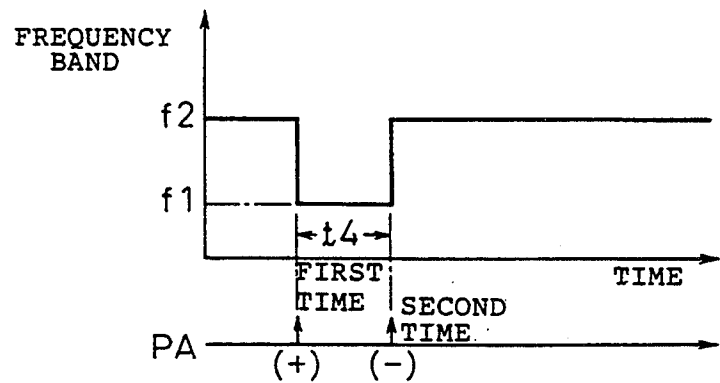 FREQUENCY
BAND
f2
f1
t4
FIRST
TIME
TIME
SECOND
TIME
PA
(+)
(-)